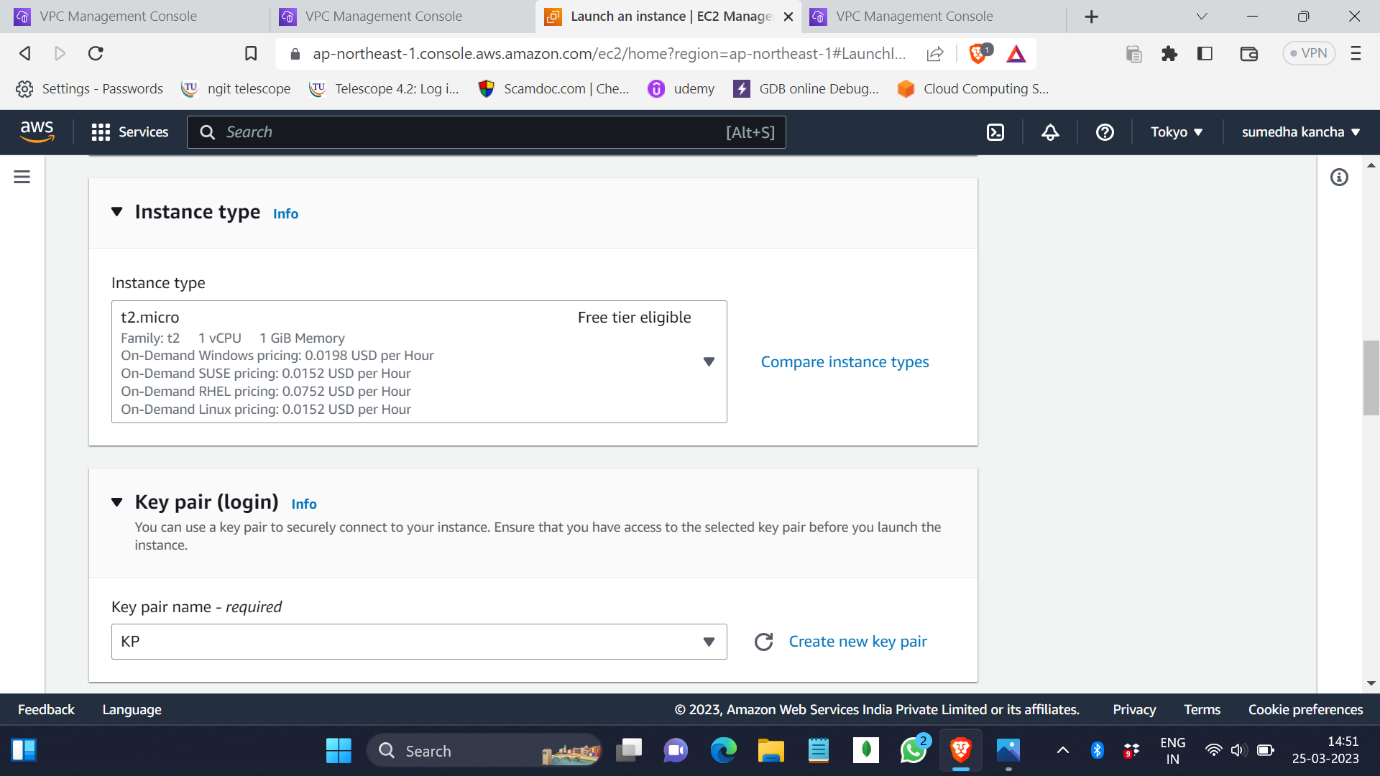 VPC Management Console
VPC Management Console
Launch an instance | EC2 Manage
VPC Management Console
ap-northeast-1.console.aws.amazon.com/ec2/home?region=ap-northeast-1#LaunchI...
1
VPN
Settings - Passwords
TU
ngit telescope
TU
Telescope 4.2: Log i...
Scamdoc.com | Che...
udemy
GDB online Debug...
Cloud Computing S...
aws
Services
Search
[Alt+S]
Tokyo
sumedha kancha
Instance type Info
Instance type
t2.micro
Free tier eligible
Family: t2 1 vCPU 1 GiB Memory
On-Demand Windows pricing: 0.0198 USD per Hour
On-Demand SUSE pricing: 0.0152 USD per Hour
On-Demand RHEL pricing: 0.0752 USD per Hour
On-Demand Linux pricing: 0.0152 USD per Hour
Compare instance types
Key pair (login) Info
You can use a key pair to securely connect to your instance. Ensure that you have access to the selected key pair before you launch the
instance.
Key pair name - required
KP
Create new key pair
Feedback
Language
© 2023, Amazon Web Services India Private Limited or its affiliates.
Privacy
Terms
Cookie preferences
Search
2
9
ENG
IN
14:51
25-03-2023